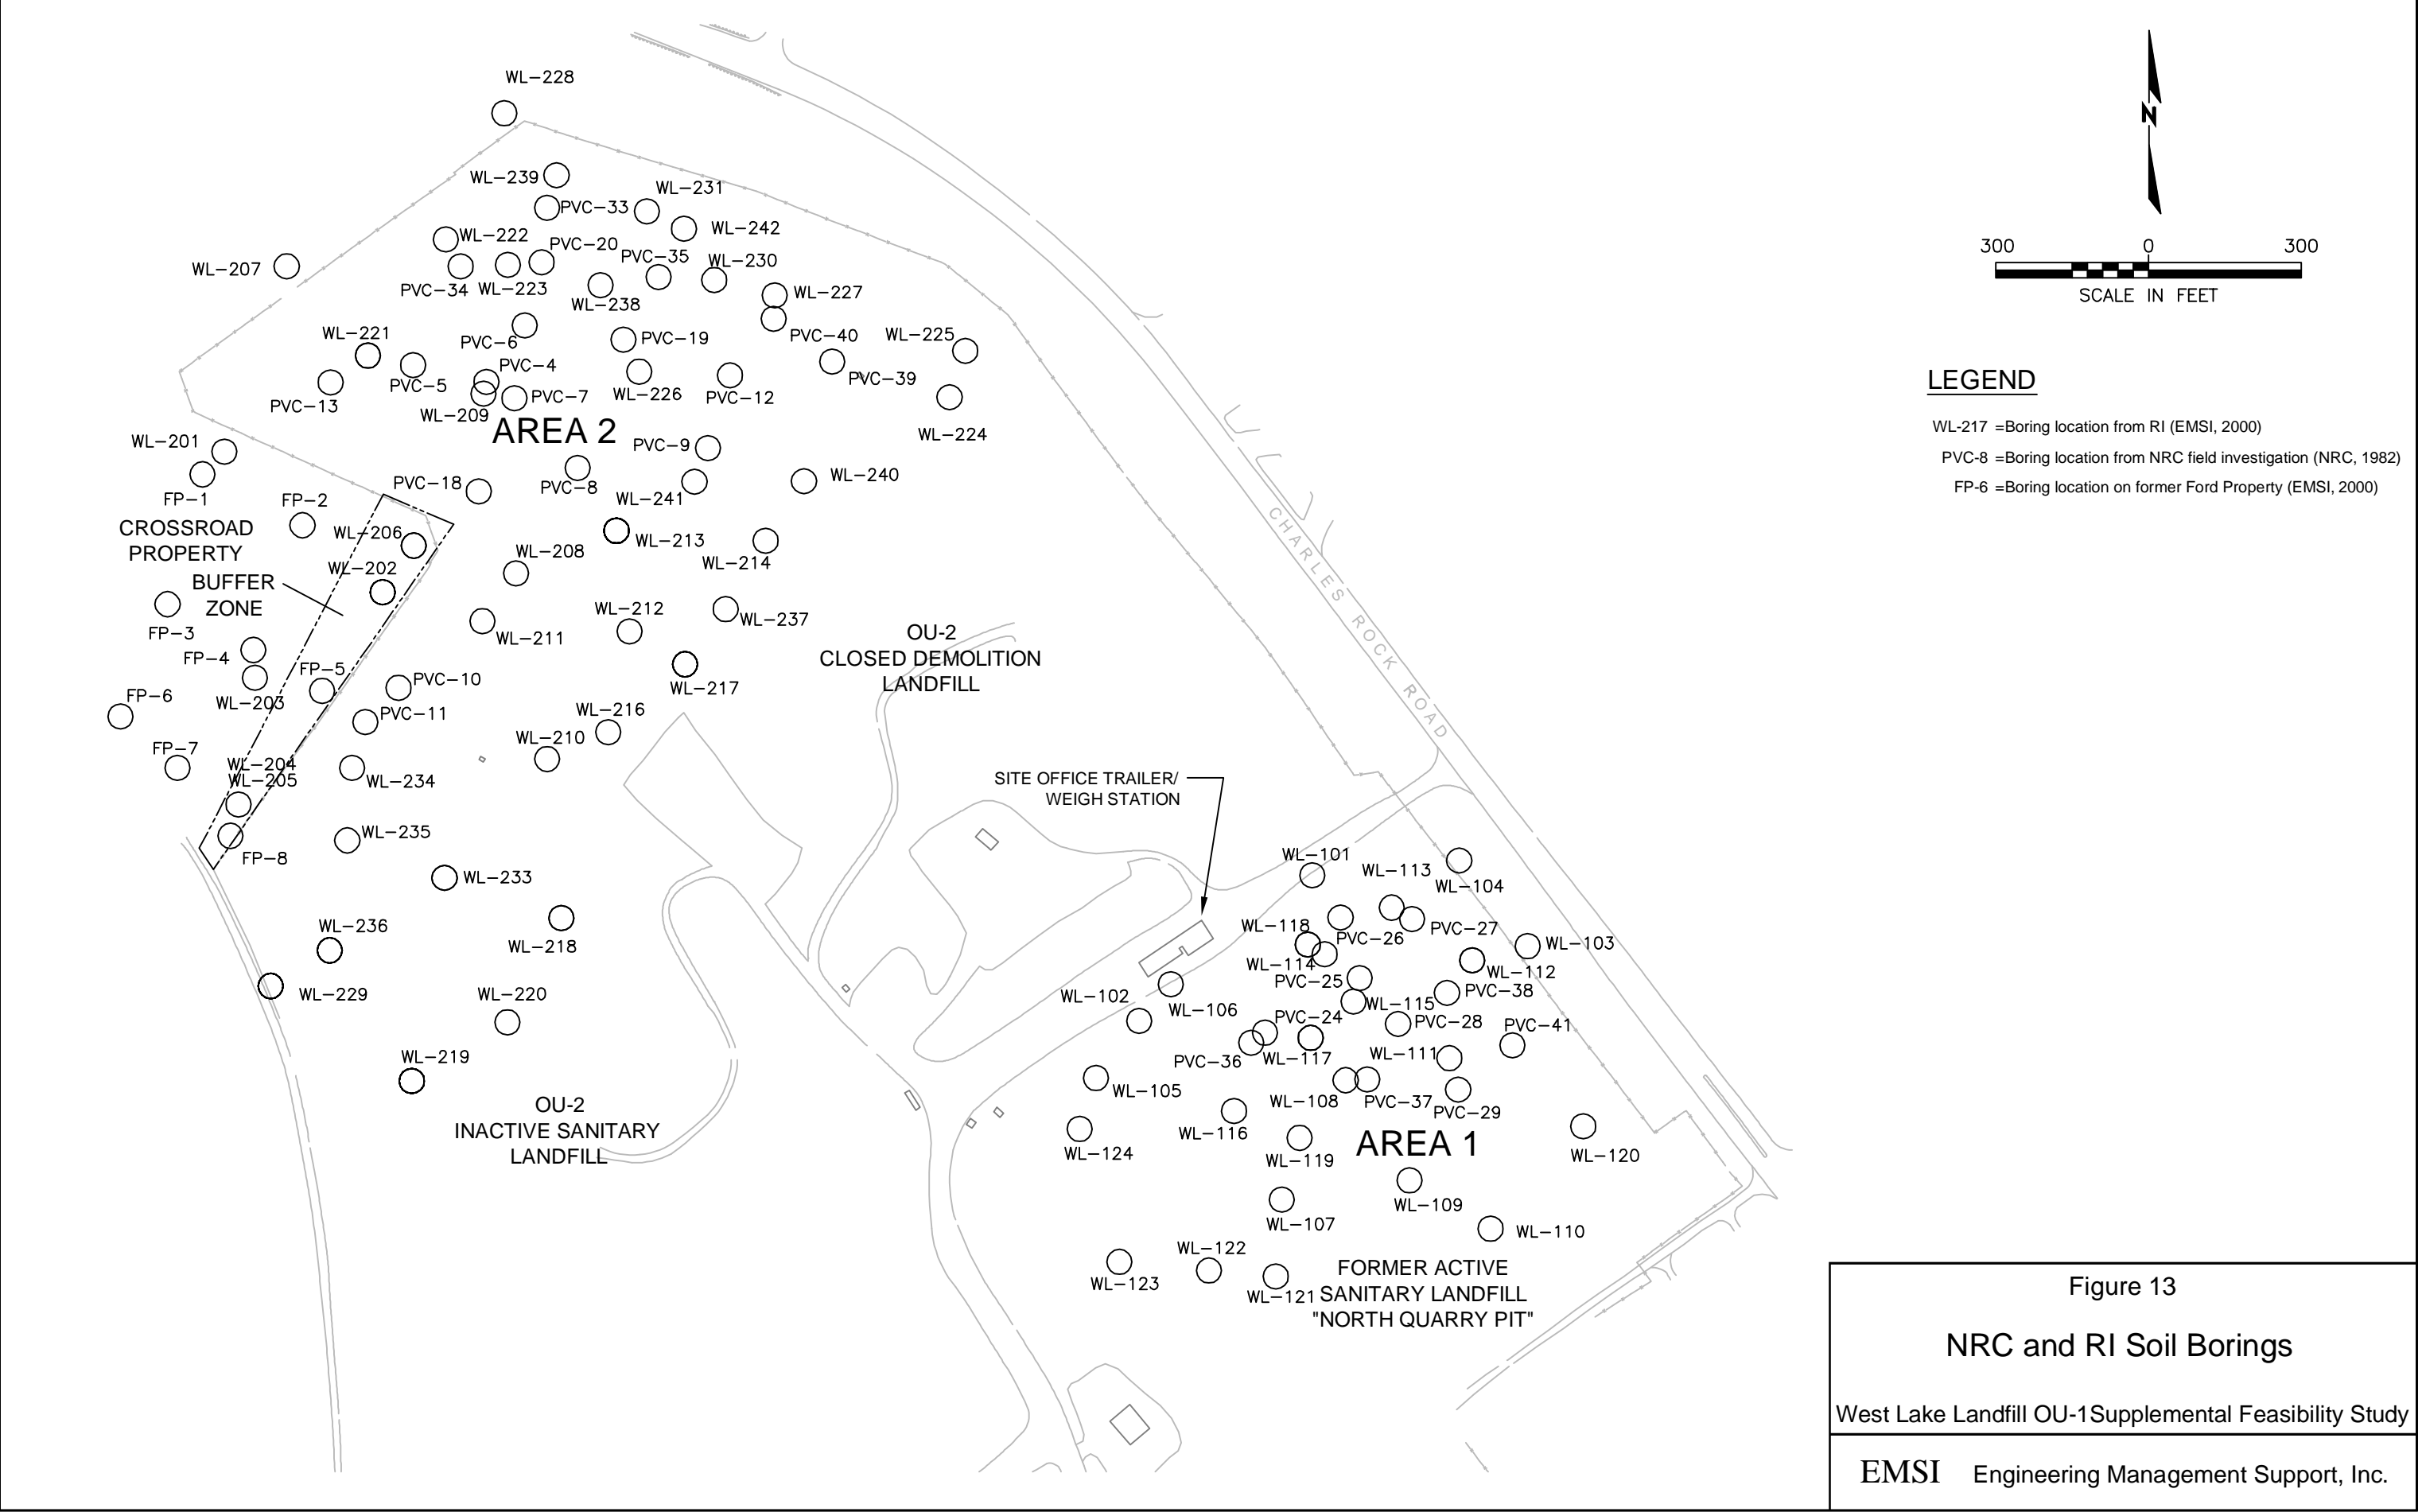 WL-228
WL-239
WL-231
PVC-33
WL-242
WL-222
PVC-20
PVC-35
WL-230
WL-207
PVC-34
WL-223
WL-238
WL-227
WL-221
PVC-6
PVC-19
PVC-40
WL-225
PVC-4
PVC-5
PVC-39
PVC-13
WL-209
PVC-7
WL-226
PVC-12
AREA 2
WL-224
WL-201
PVC-9
WL-240
PVC-18
PVC-8
WL-241
FP-1
FP-2
CROSSROAD
PROPERTY
WL-206
WL-213
WL-208
WL-214
WL-202
BUFFER
ZONE
WL-212
WL-237
FP-3
WL-211
OU-2
CLOSED DEMOLITION
LANDFILL
FP-4
FP-5
PVC-10
WL-217
FP-6
WL-203
PVC-11
WL-216
WL-210
FP-7
WL-204
WL-205
WL-234
SITE OFFICE TRAILER/
WEIGH STATION
WL-235
FP-8
WL-233
WL-236
WL-218
WL-229
WL-220
WL-219
OU-2
INACTIVE SANITARY
LANDFILL
CHARLES ROCK ROAD
WL-101
WL-113
WL-104
WL-118
PVC-26
PVC-27
WL-103
WL-114
PVC-25
WL-112
PVC-38
WL-102
WL-106
WL-115
PVC-24
PVC-28
PVC-41
PVC-36
WL-117
WL-111
WL-105
WL-108
PVC-37
PVC-29
WL-116
AREA 1
WL-124
WL-119
WL-120
WL-109
WL-107
WL-110
WL-122
WL-123
WL-121
FORMER ACTIVE
SANITARY LANDFILL
"NORTH QUARRY PIT"
N
300 0 300
SCALE IN FEET
LEGEND
WL-217 =Boring location from RI (EMSI, 2000)
PVC-8 =Boring location from NRC field investigation (NRC, 1982)
FP-6 =Boring location on former Ford Property (EMSI, 2000)
Figure 13
NRC and RI Soil Borings
West Lake Landfill OU-1Supplemental Feasibility Study
EMSI Engineering Management Support, Inc.